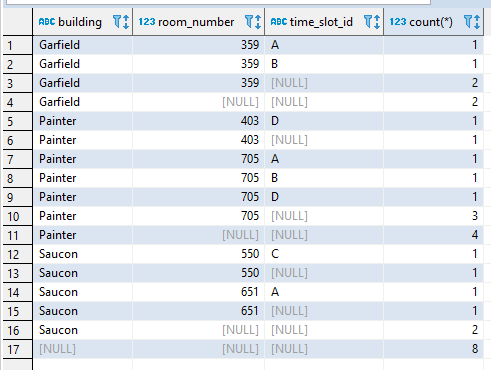 ABC building 123 room_number ABC time_slot_id 123 count(*)
1 Garfield 359 A 1
2 Garfield 359 B 1
3 Garfield 359 [NULL] 2
4 Garfield [NULL] [NULL] 2
5 Painter 403 D 1
6 Painter 403 [NULL] 1
7 Painter 705 A 1
8 Painter 705 B 1
9 Painter 705 D 1
10 Painter 705 [NULL] 3
11 Painter [NULL] [NULL] 4
12 Saucon 550 C 1
13 Saucon 550 [NULL] 1
14 Saucon 651 A 1
15 Saucon 651 [NULL] 1
16 Saucon [NULL] [NULL] 2
17 [NULL] [NULL] [NULL] 8